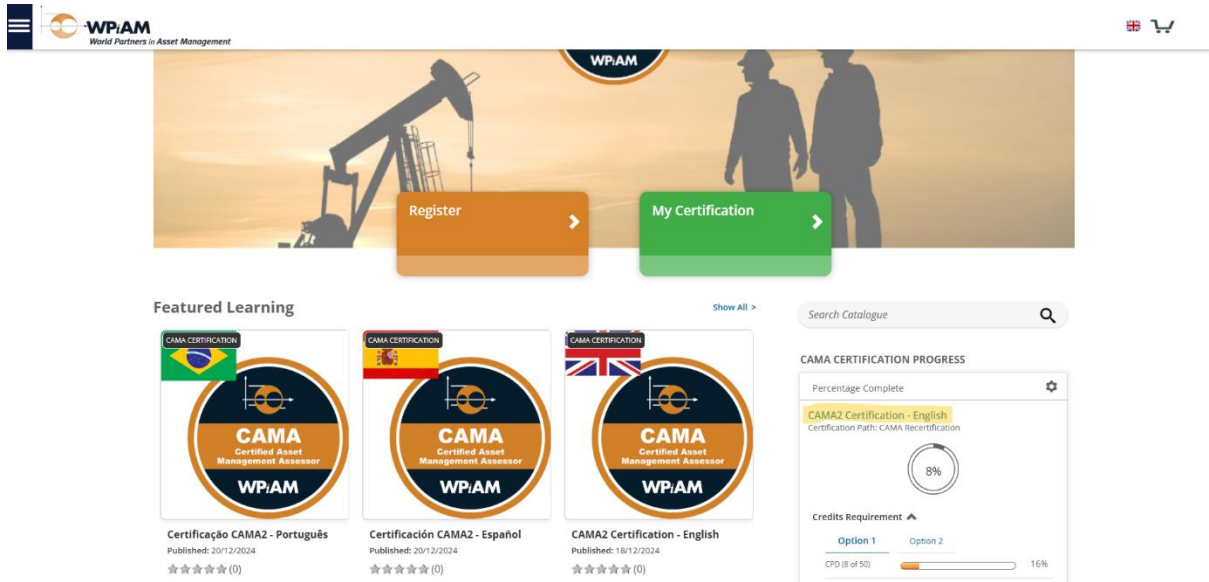 WPiAM
World Partners in Asset Management
WPiAM
Register
My Certification
Featured Learning
Show All >
Search Catalogue
CAMA CERTIFICATION
CAMA
Certified Asset
Management Assessor
WPiAM
Certificação CAMA2 - Português
Published: 20/12/2024
(0)
CAMA CERTIFICATION
CAMA
Certified Asset
Management Assessor
WPiAM
Certificación CAMA2 - Español
Published: 20/12/2024
(0)
CAMA CERTIFICATION
CAMA
Certified Asset
Management Assessor
WPiAM
CAMA2 Certification - English
Published: 18/12/2024
(0)
CAMA CERTIFICATION PROGRESS
Percentage Complete
CAMA2 Certification - English
Certification Path: CAMA Recertification
8%
Credits Requirement
Option 1 Option 2
CPD (8 of 50) 16%